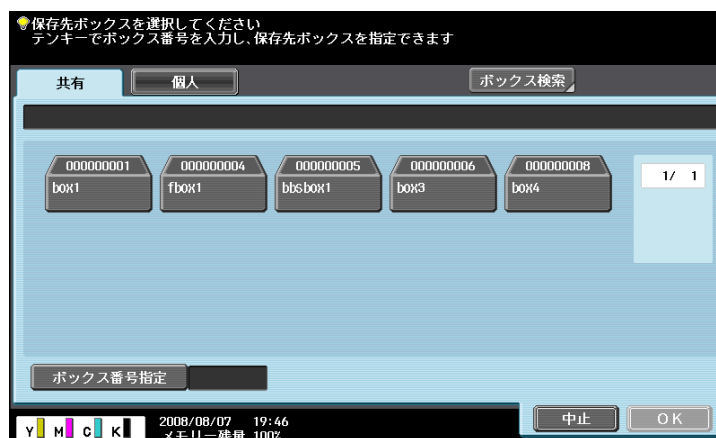 保存先ボックスを選択してください
テンキーでボックス番号を入力し、保存先ボックスを指定できます
共有 個人 ボックス検索
000000001 000000004 000000005 000000006 000000008
box1 fbox1 bbsbox1 box3 box4
1/ 1
ボックス番号指定
中止 OK
Y M C K 2008/08/07 19:46
メモリー残量 100%